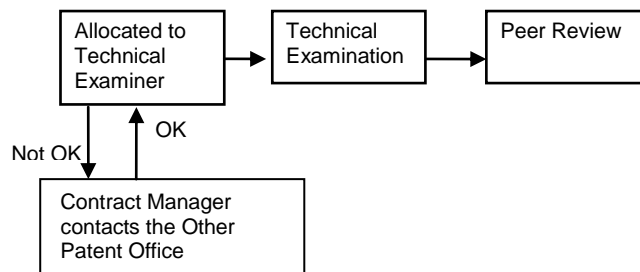 Allocated to
Technical
Examiner
Technical
Examination
Peer Review
OK
Not OK
Contract Manager
contacts the Other
Patent Office